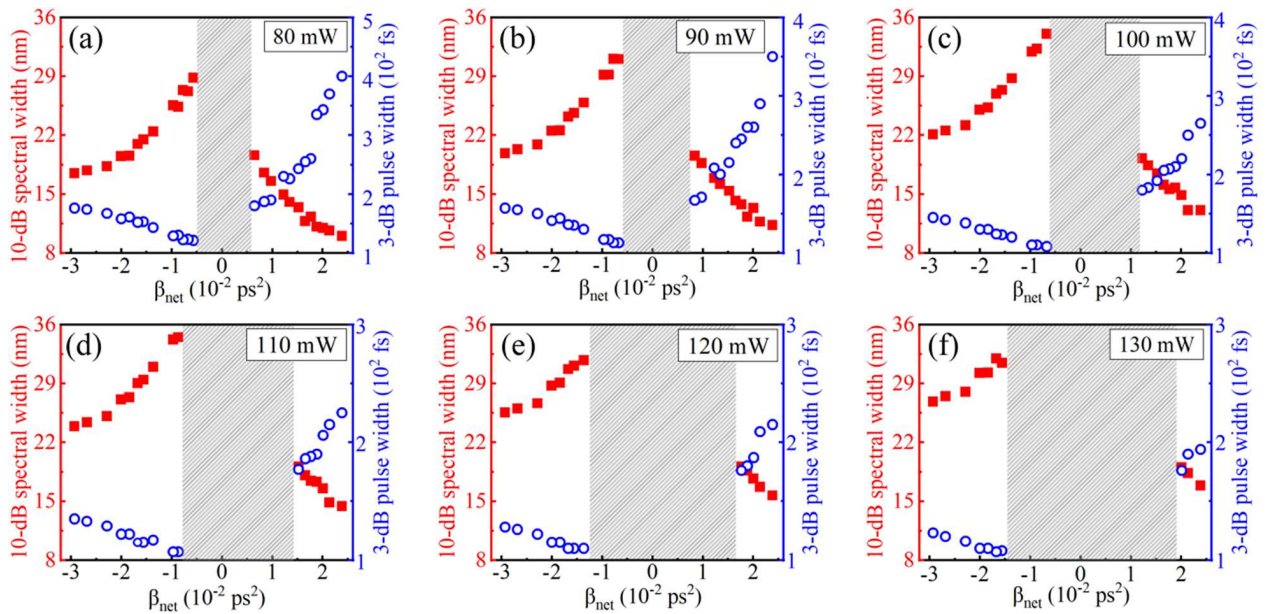 (a)
80 mW
10-dB spectral width (nm)
36
29
22
15
8
5
4
3
2
1
3-dB pulse width (10² fs)
-3 -2 -1 0 1 2
β_net (10⁻² ps²)
(b)
90 mW
10-dB spectral width (nm)
36
29
22
15
8
4
3
2
1
3-dB pulse width (10² fs)
-3 -2 -1 0 1 2
β_net (10⁻² ps²)
(c)
100 mW
10-dB spectral width (nm)
36
29
22
15
8
4
3
2
1
3-dB pulse width (10² fs)
-3 -2 -1 0 1 2
β_net (10⁻² ps²)
(d)
110 mW
10-dB spectral width (nm)
36
29
22
15
8
3
2
1
3-dB pulse width (10² fs)
-3 -2 -1 0 1 2
β_net (10⁻² ps²)
(e)
120 mW
10-dB spectral width (nm)
36
29
22
15
8
3
2
1
3-dB pulse width (10² fs)
-3 -2 -1 0 1 2
β_net (10⁻² ps²)
(f)
130 mW
10-dB spectral width (nm)
36
29
22
15
8
3
2
1
3-dB pulse width (10² fs)
-3 -2 -1 0 1 2
β_net (10⁻² ps²)